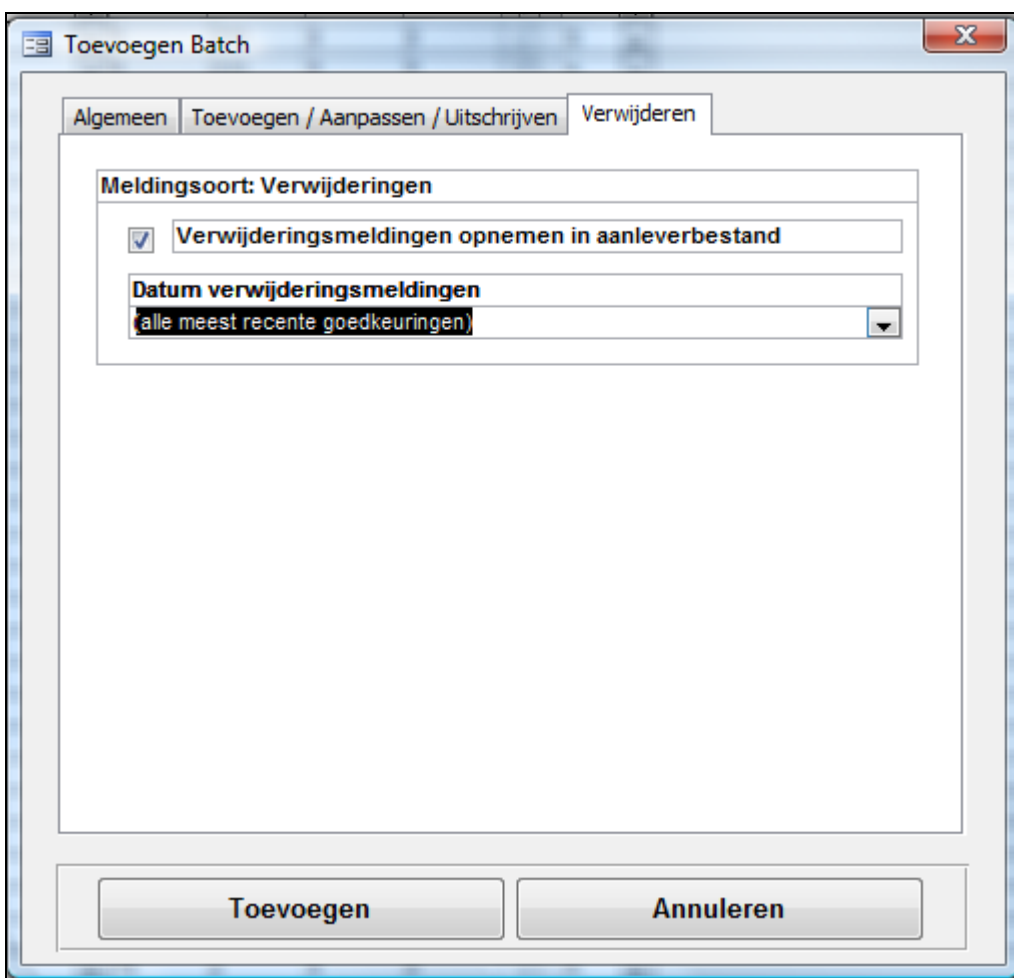 Toevoegen Batch
Algemeen
Toevoegen / Aanpassen / Uitschrijven
Verwijderen
Meldingsoort: Verwijderingen
Verwijderingsmeldingen opnemen in aanleverbestand
Datum verwijderingsmeldingen
(alle meest recente goedkeuringen)
Toevoegen
Annuleren